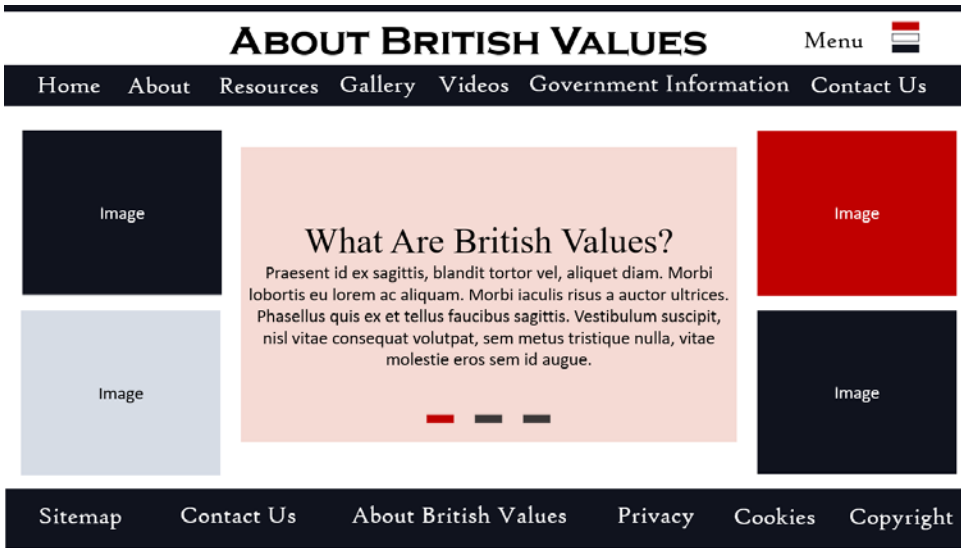 About British Values
Menu
Home About Resources Gallery Videos Government Information Contact Us
Image
Image
What Are British Values?
Praesent id ex sagittis, blandit tortor vel, aliquet diam. Morbi
lobortis eu lorem ac aliquam. Morbi iaculis risus a auctor ultrices.
Phasellus quis ex et tellus faucibus sagittis. Vestibulum suscipit,
nisl vitae consequat volutpat, sem metus tristique nulla, vitae
molestie eros sem id augue.
Image
Image
Sitemap Contact Us About British Values Privacy Cookies Copyright